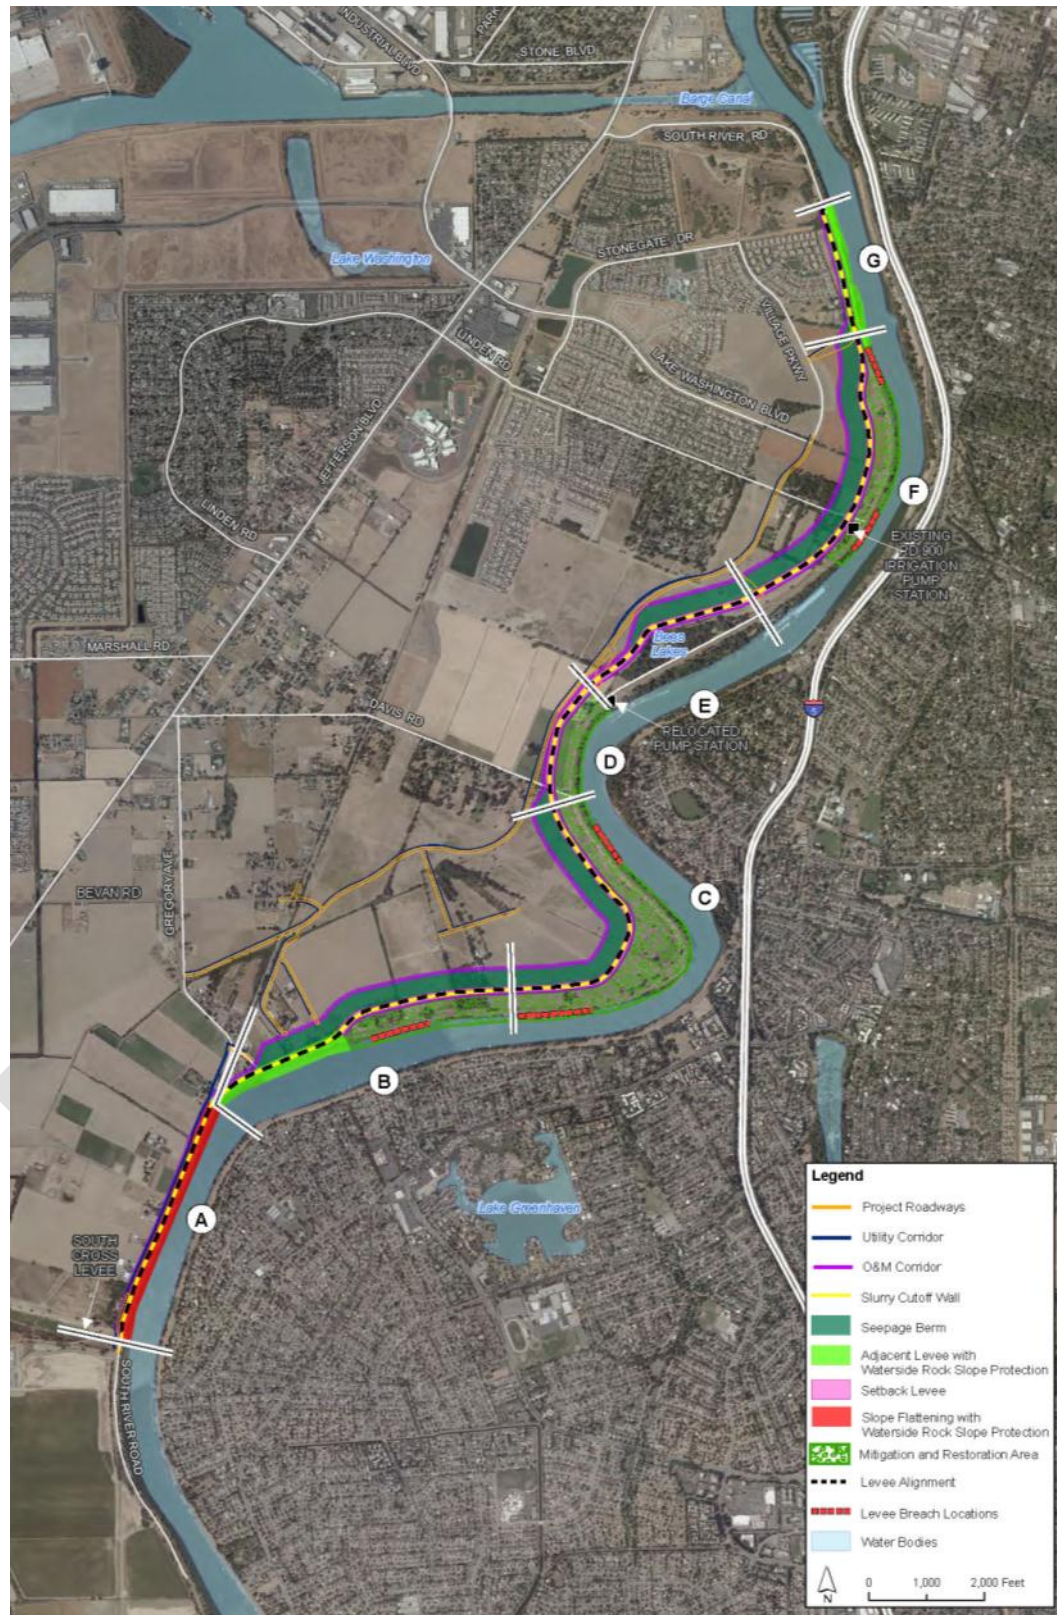 INDUSTRIAL BLVD
PARK
STONE BLVD
Barge Canal
SOUTH RIVER RD
STONEGATE DR
Lake Washington
G
VILLAGE PKWY
LINDEN RD
LAKE WASHINGTON BLVD
JEFFERSON BLVD
LINDEN RD
F
EXISTING
RD 900
IRRIGATION
PUMP
STATION
MARSHALL RD
Bees
Lakes
DAVIS RD
E
5
RELOCATED
PUMP STATION
D
BEVAN RD
GREGORY AVE
C
B
A
Lake Greenhaven
SOUTH
CROSS
LEVEE
SOUTH RIVER ROAD
Legend
Project Roadways
Utility Corridor
O&M Corridor
Slurry Cutoff Wall
Seepage Berm
Adjacent Levee with
Waterside Rock Slope Protection
Setback Levee
Slope Flattening with
Waterside Rock Slope Protection
Mitigation and Restoration Area
Levee Alignment
Levee Breach Locations
Water Bodies
N
0 1,000 2,000 Feet